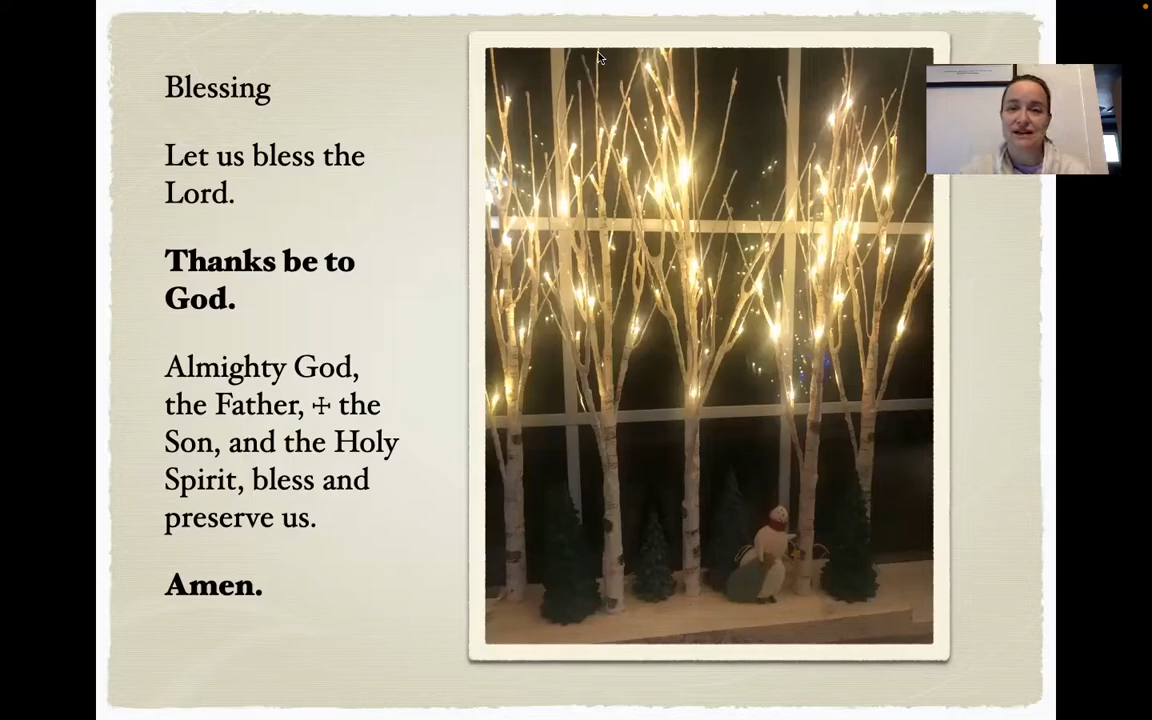 Blessing
Let us bless the
Lord.
Thanks be to
God.
Almighty God,
the Father, ☩ the
Son, and the Holy
Spirit, bless and
preserve us.
Amen.